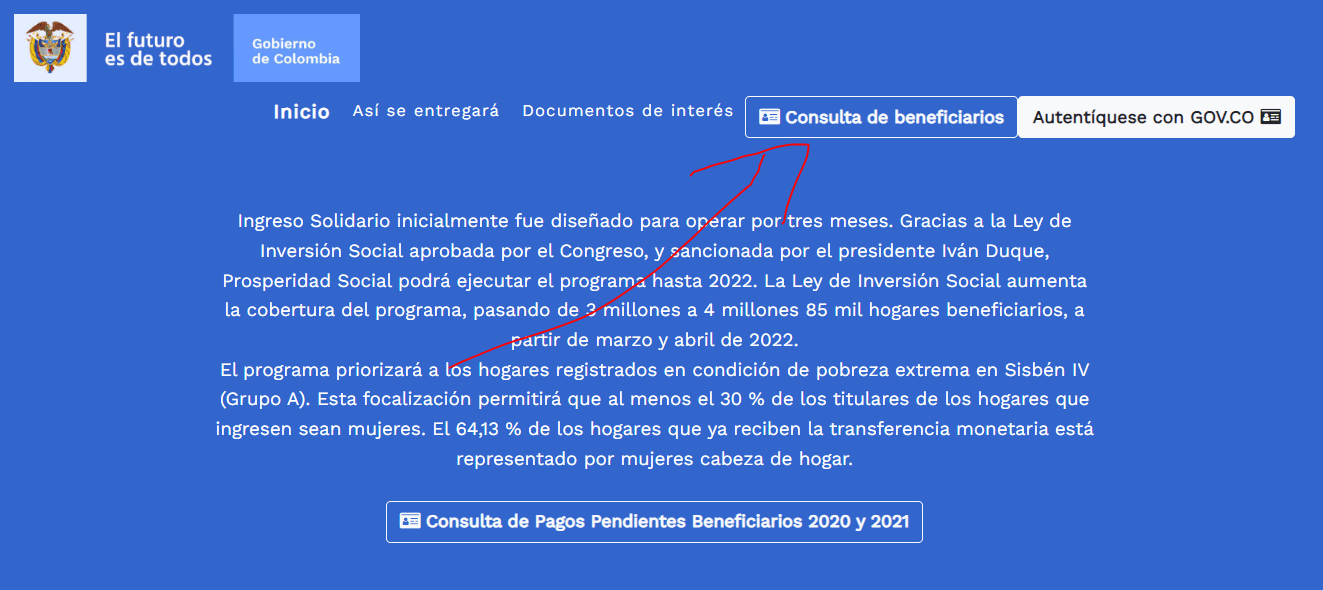 El futuro
es de todos
Gobierno
de Colombia
Inicio Así se entregará Documentos de interés Consulta de beneficiarios Autentíquese con GOV.CO
Ingreso Solidario inicialmente fue diseñado para operar por tres meses. Gracias a la Ley de
Inversión Social aprobada por el Congreso, y sancionada por el presidente Iván Duque,
Prosperidad Social podrá ejecutar el programa hasta 2022. La Ley de Inversión Social aumenta
la cobertura del programa, pasando de 3 millones a 4 millones 85 mil hogares beneficiarios, a
partir de marzo y abril de 2022.
El programa priorizará a los hogares registrados en condición de pobreza extrema en Sisbén IV
(Grupo A). Esta focalización permitirá que al menos el 30 % de los titulares de los hogares que
ingresen sean mujeres. El 64,13 % de los hogares que ya reciben la transferencia monetaria está
representado por mujeres cabeza de hogar.
Consulta de Pagos Pendientes Beneficiarios 2020 y 2021